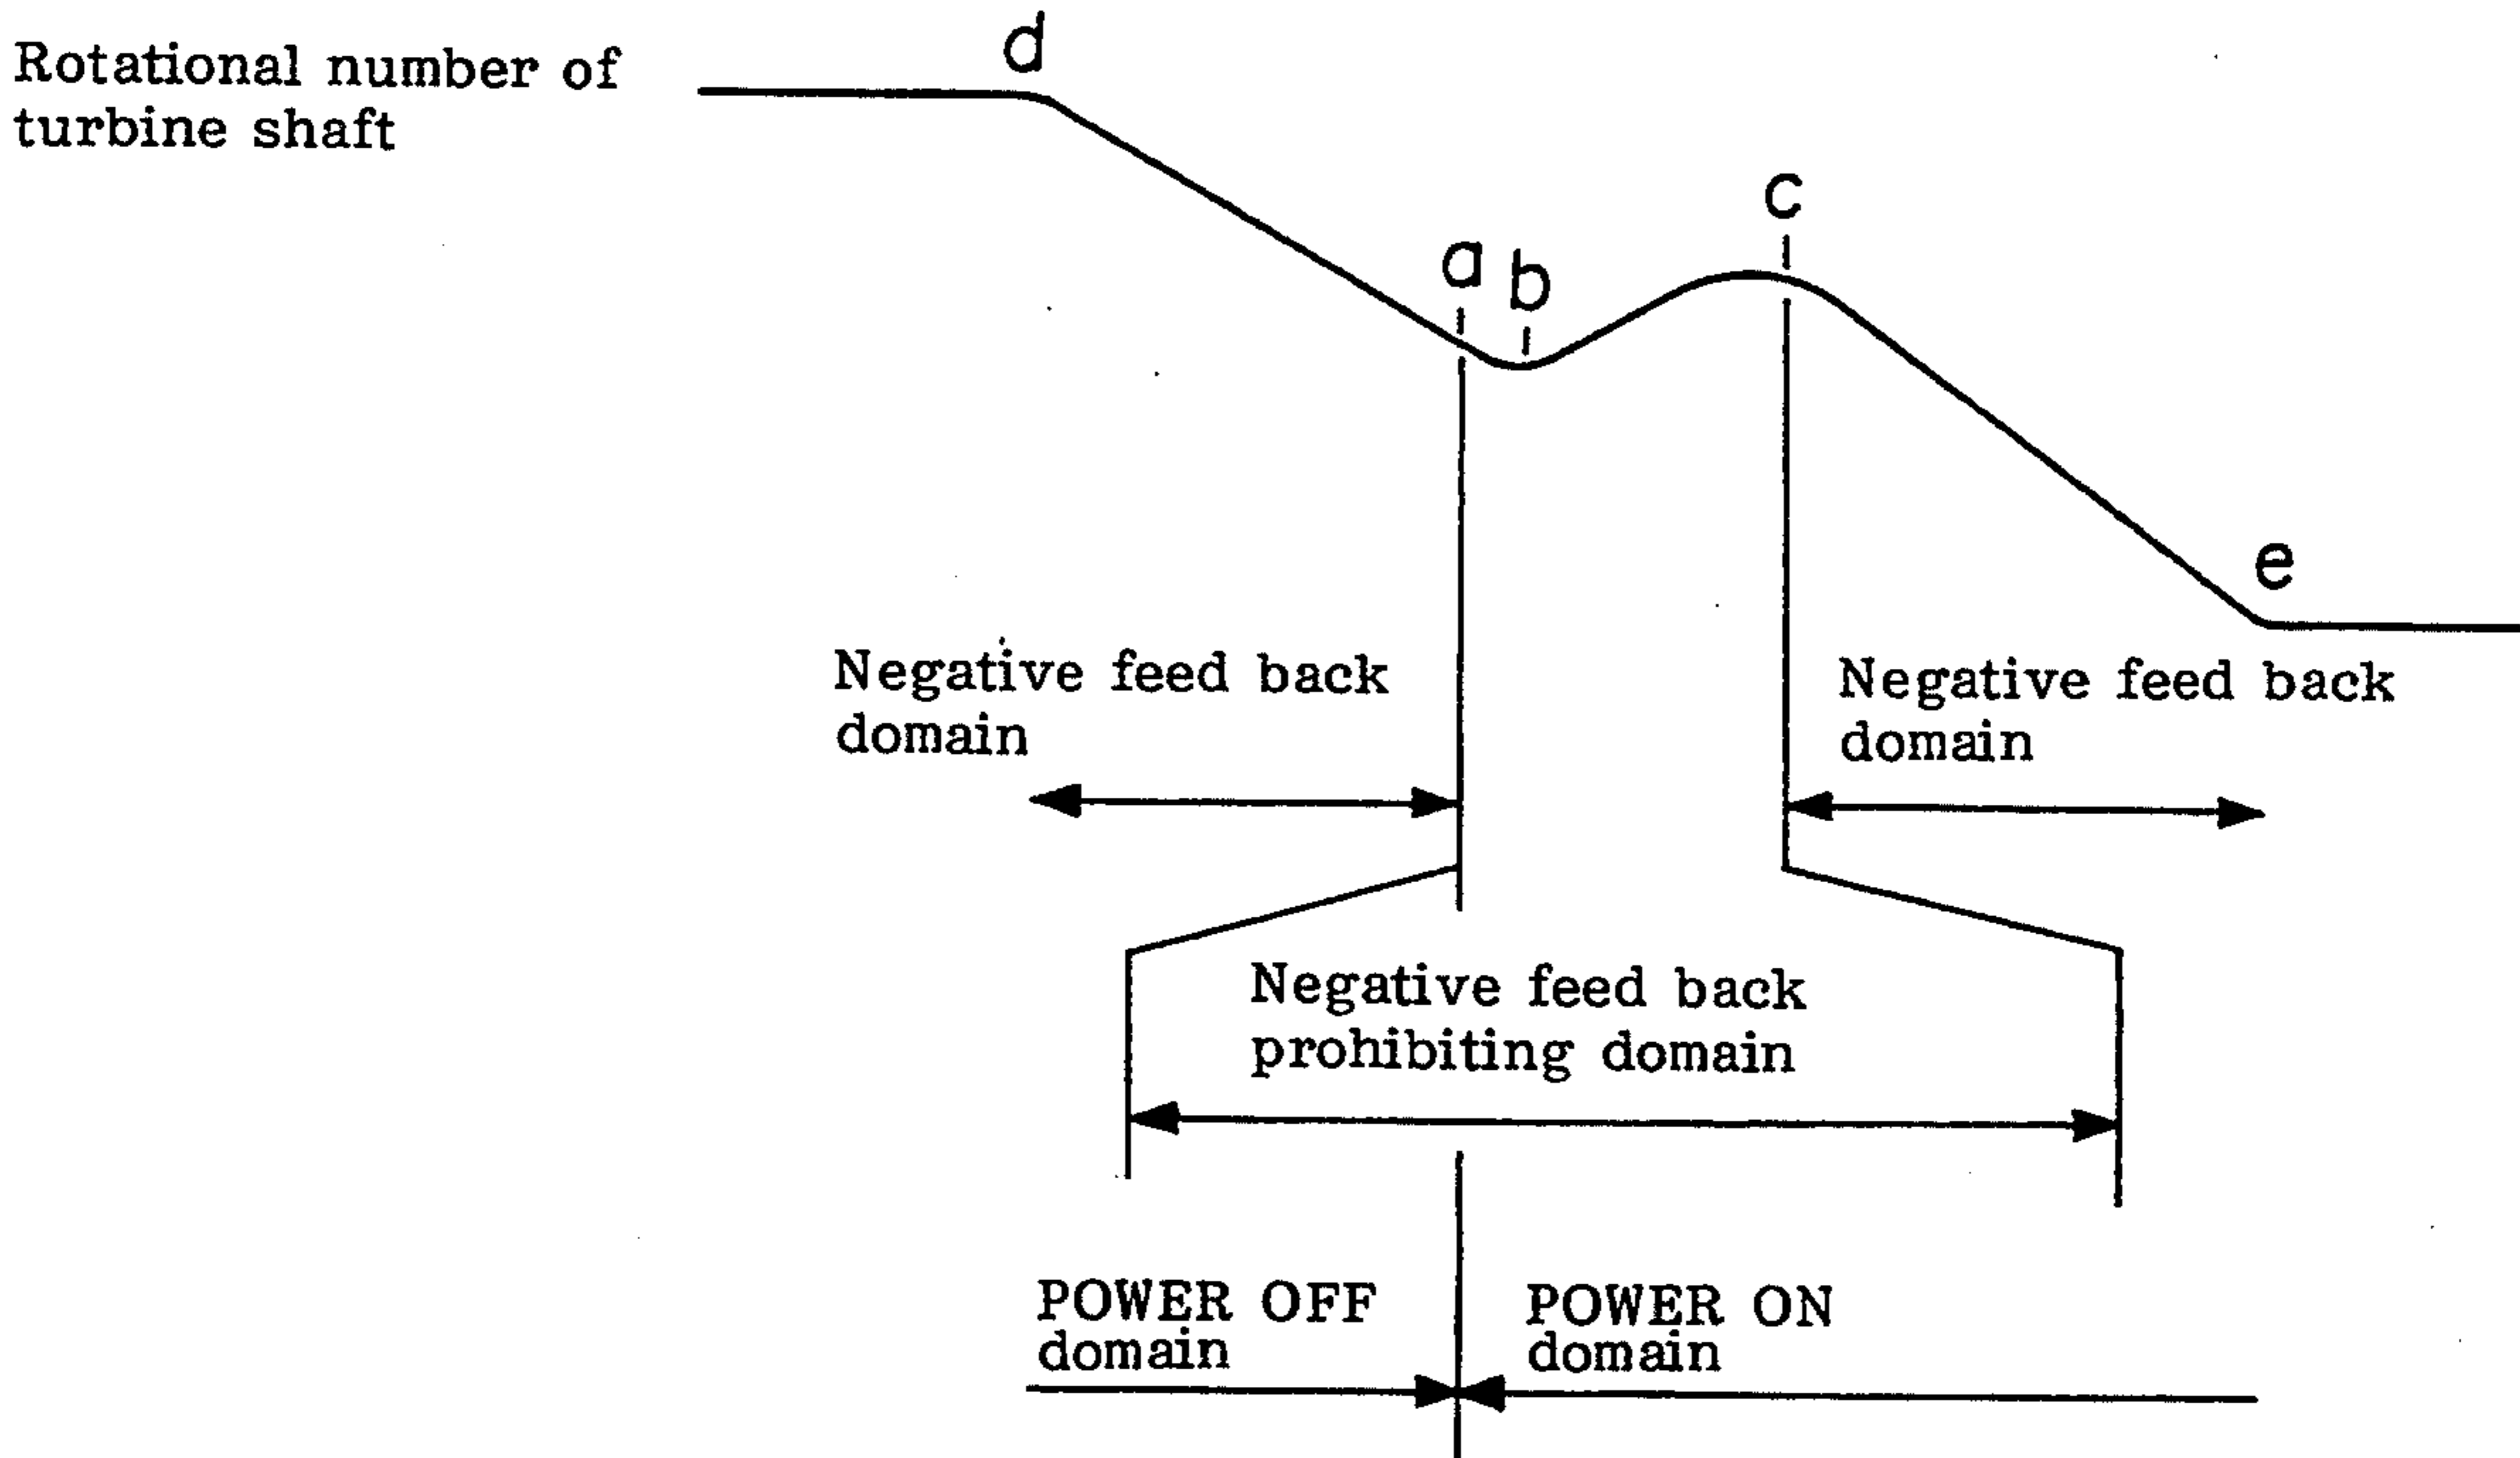 d
Rotational number of
turbine shaft
c
a
b
e
Negative feed back
domain
Negative feed back
domain
Negative feed back
prohibiting domain
POWER OFF
domain
POWER ON
domain